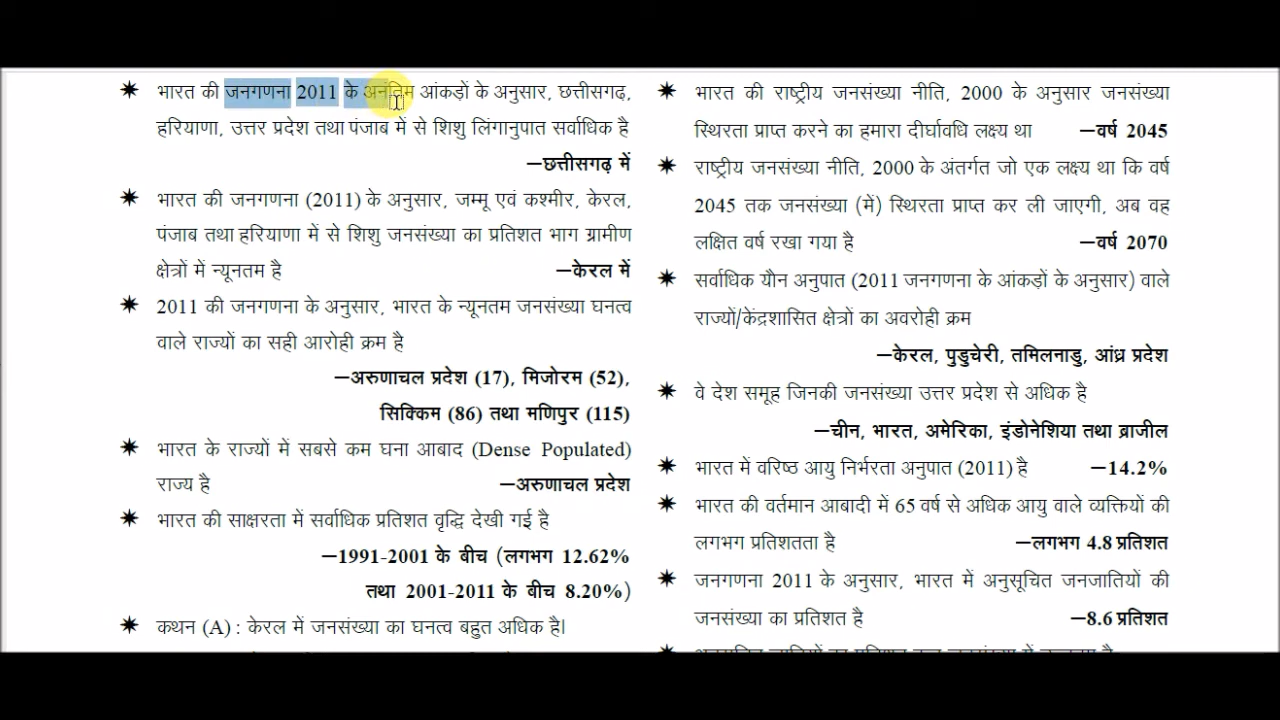 ✷ भारत की जनगणना 2011 के अनंतिम आंकड़ों के अनुसार, छत्तीसगढ़,
हरियाणा, उत्तर प्रदेश तथा पंजाब में से शिशु लिंगानुपात सर्वाधिक है
–छत्तीसगढ़ में
✷ भारत की जनगणना (2011) के अनुसार, जम्मू एवं कश्मीर, केरल,
पंजाब तथा हरियाणा में से शिशु जनसंख्या का प्रतिशत भाग ग्रामीण
क्षेत्रों में न्यूनतम है –केरल में
✷ 2011 की जनगणना के अनुसार, भारत के न्यूनतम जनसंख्या घनत्व
वाले राज्यों का सही आरोही क्रम है
–अरुणाचल प्रदेश (17), मिजोरम (52),
सिक्किम (86) तथा मणिपुर (115)
✷ भारत के राज्यों में सबसे कम घना आबाद (Dense Populated)
राज्य है –अरुणाचल प्रदेश
✷ भारत की साक्षरता में सर्वाधिक प्रतिशत वृद्धि देखी गई है
–1991-2001 के बीच (लगभग 12.62%
तथा 2001-2011 के बीच 8.20%)
✷ कथन (A) : केरल में जनसंख्या का घनत्व बहुत अधिक है।
✷ भारत की राष्ट्रीय जनसंख्या नीति, 2000 के अनुसार जनसंख्या
स्थिरता प्राप्त करने का हमारा दीर्घावधि लक्ष्य था –वर्ष 2045
✷ राष्ट्रीय जनसंख्या नीति, 2000 के अंतर्गत जो एक लक्ष्य था कि वर्ष
2045 तक जनसंख्या (में) स्थिरता प्राप्त कर ली जाएगी, अब वह
लक्षित वर्ष रखा गया है –वर्ष 2070
✷ सर्वाधिक यौन अनुपात (2011 जनगणना के आंकड़ों के अनुसार) वाले
राज्यों/केंद्रशासित क्षेत्रों का अवरोही क्रम
–केरल, पुडुचेरी, तमिलनाडु, आंध्र प्रदेश
✷ वे देश समूह जिनकी जनसंख्या उत्तर प्रदेश से अधिक है
–चीन, भारत, अमेरिका, इंडोनेशिया तथा ब्राजील
✷ भारत में वरिष्ठ आयु निर्भरता अनुपात (2011) है –14.2%
✷ भारत की वर्तमान आबादी में 65 वर्ष से अधिक आयु वाले व्यक्तियों की
लगभग प्रतिशतता है –लगभग 4.8 प्रतिशत
✷ जनगणना 2011 के अनुसार, भारत में अनुसूचित जनजातियों की
जनसंख्या का प्रतिशत है –8.6 प्रतिशत